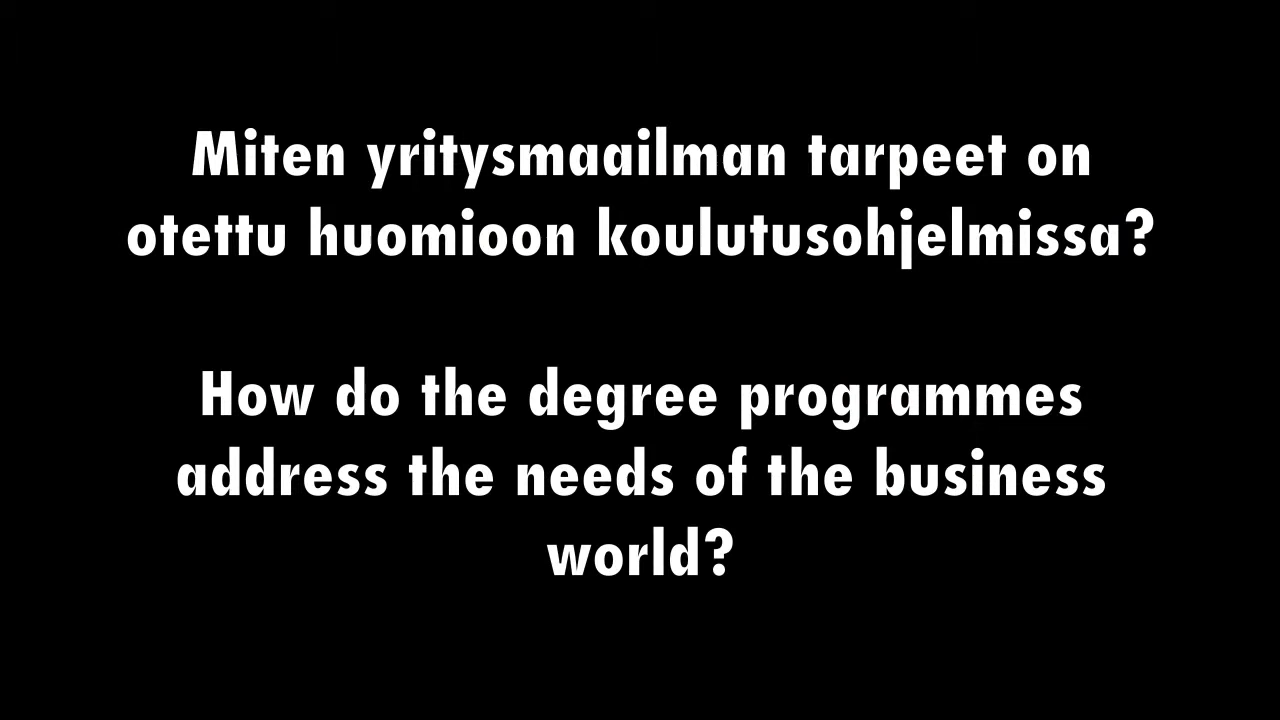 Miten yritysmaailman tarpeet on
otettu huomioon koulutusohjelmissa?
How do the degree programmes
address the needs of the business
world?